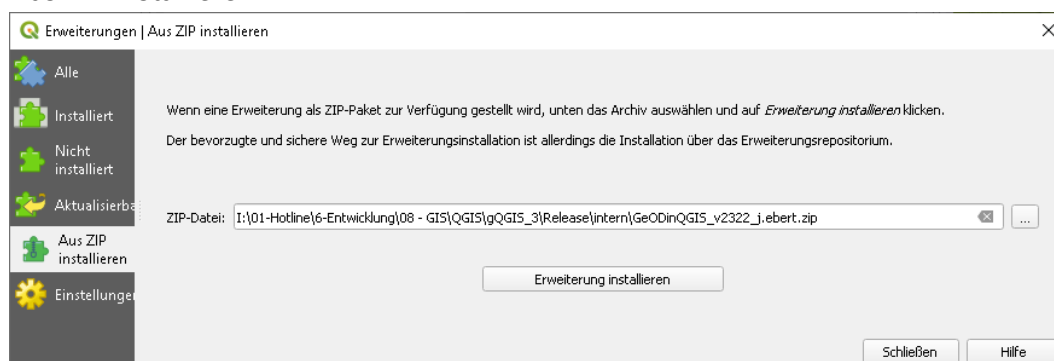 Erweiterungen | Aus ZIP installieren
Alle
Installiert
Nicht
installiert
Aktualisierba
Aus ZIP
installieren
Einstellunge
Wenn eine Erweiterung als ZIP-Paket zur Verfügung gestellt wird, unten das Archiv auswählen und auf Erweiterung installieren klicken.
Der bevorzugte und sichere Weg zur Erweiterungsinstallation ist allerdings die Installation über das Erweiterungsrepositorium.
ZIP-Datei: I:\01-Hotline\6-Entwicklung\08 - GIS\QGIS\gQGIS_3\Release\intern\GeODinQGIS_v2322_j.ebert.zip ...
Erweiterung installieren
Schließen Hilfe